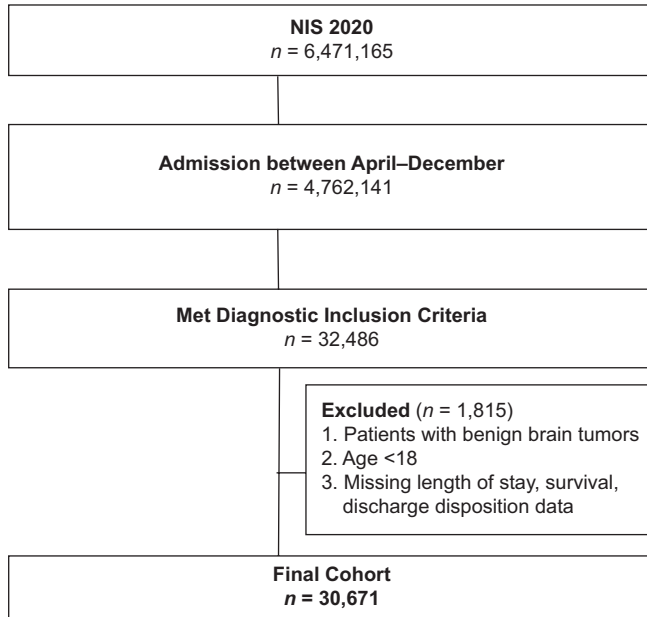 NIS 2020
n = 6,471,165
Admission between April–December
n = 4,762,141
Met Diagnostic Inclusion Criteria
n = 32,486
Excluded (n = 1,815)
1. Patients with benign brain tumors
2. Age <18
3. Missing length of stay, survival,
discharge disposition data
Final Cohort
n = 30,671